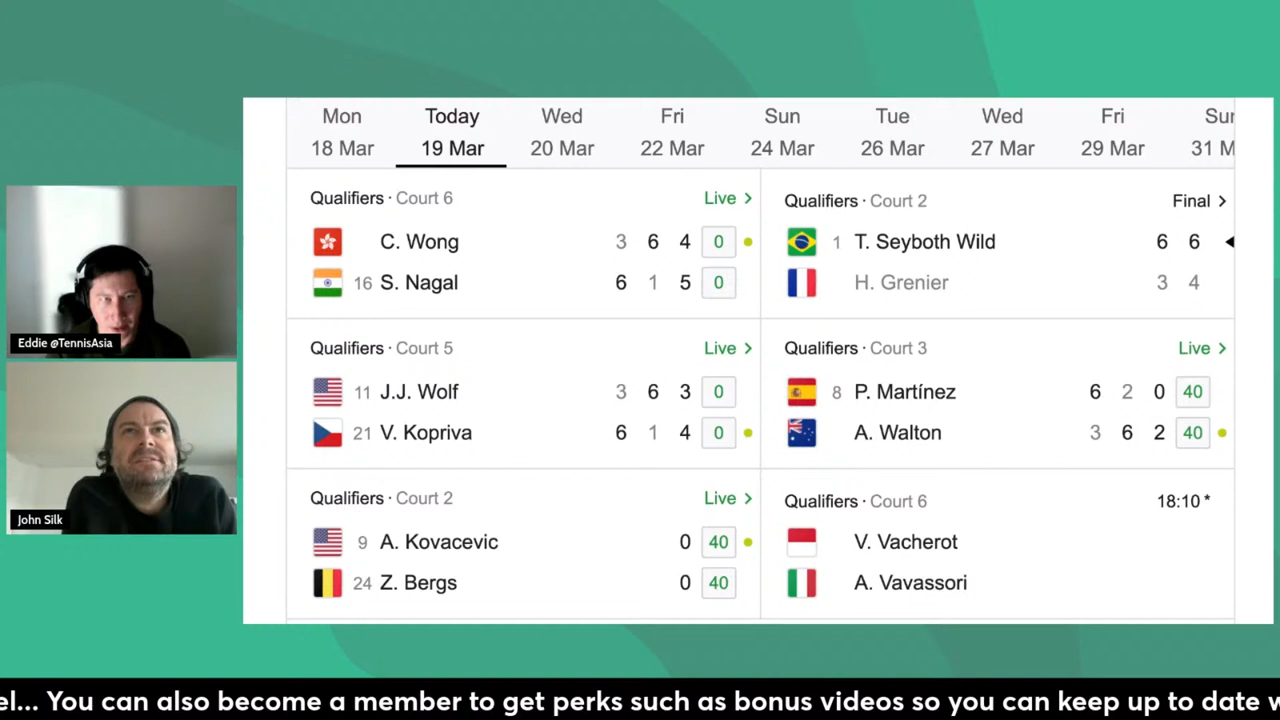 Mon Today Wed Fri Sun Tue Wed Fri Sur
18 Mar 19 Mar 20 Mar 22 Mar 24 Mar 26 Mar 27 Mar 29 Mar 31 M
Qualifiers · Court 6 Live >
C. Wong 3 6 4 0
16 S. Nagal 6 1 5 0
Qualifiers · Court 2 Final >
1 T. Seyboth Wild 6 6
H. Grenier 3 4
Qualifiers · Court 5 Live >
11 J.J. Wolf 3 6 3 0
21 V. Kopriva 6 1 4 0
Qualifiers · Court 3 Live >
8 P. Martínez 6 2 0 40
A. Walton 3 6 2 40
Qualifiers · Court 2 Live >
9 A. Kovacevic 0 40
24 Z. Bergs 0 40
Qualifiers · Court 6 18:10 *
V. Vacherot
A. Vavassori
Eddie @TennisAsia
John Silk
el... You can also become a member to get perks such as bonus videos so you can keep up to date w